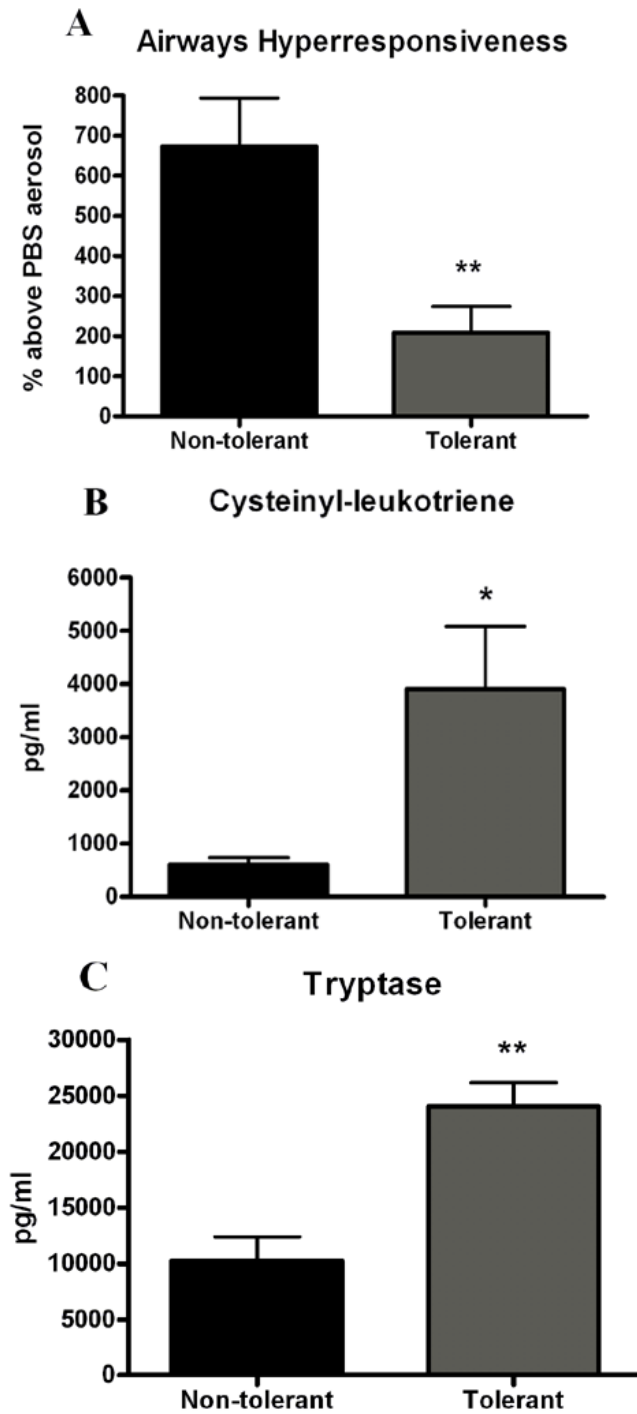 A
Airways Hyperresponsiveness
% above PBS aerosol
800
700
600
500
400
300
200
100
0
**
Non-tolerant Tolerant
B
Cysteinyl-leukotriene
pg/ml
6000
5000
4000
3000
2000
1000
0
*
Non-tolerant Tolerant
C
Tryptase
pg/ml
30000
25000
20000
15000
10000
5000
0
**
Non-tolerant Tolerant